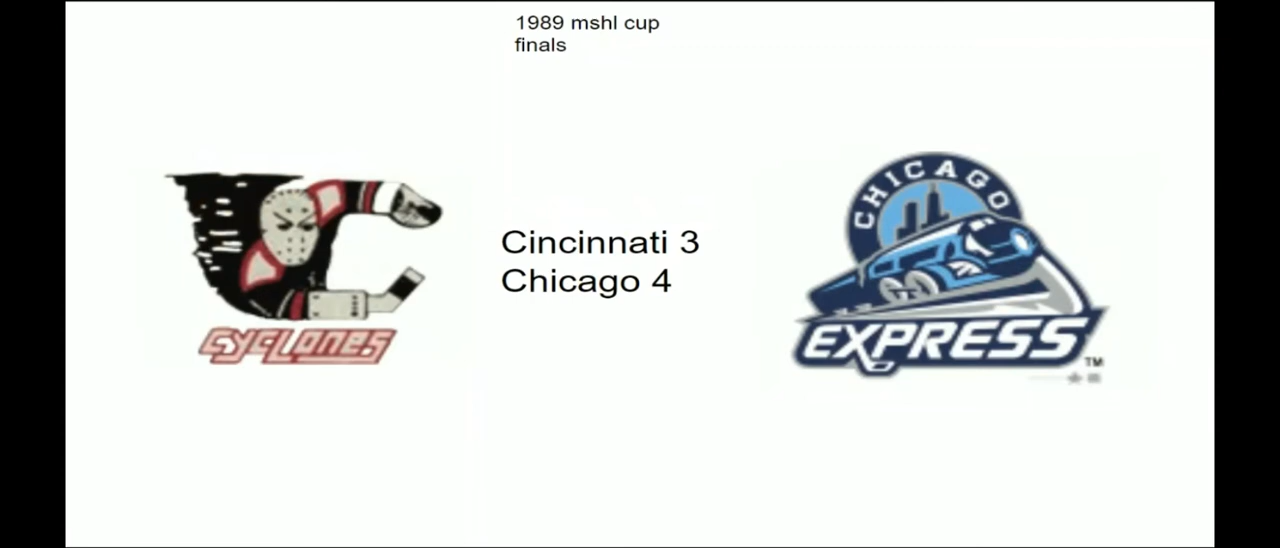 1989 mshl cup
finals
CYCLONES
Cincinnati 3
Chicago 4
CHICAGO
EXPRESS
TM